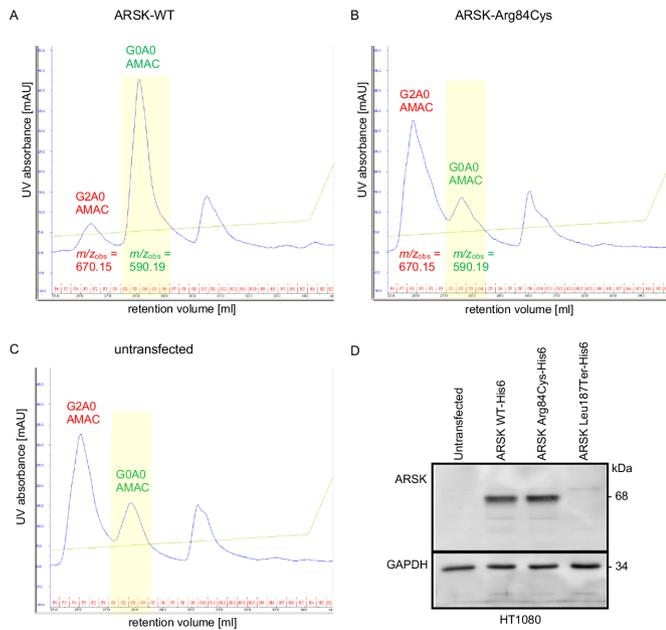 A
ARSK-WT
UV absorbance [mAU]
G2A0
AMAC
G0A0
AMAC
m/zobs =
670.15
m/zobs =
590.19
retention volume [ml]
B
ARSK-Arg84Cys
UV absorbance [mAU]
G2A0
AMAC
G0A0
AMAC
m/zobs =
670.15
m/zobs =
590.19
retention volume [ml]
C
untransfected
UV absorbance [mAU]
G2A0
AMAC
G0A0
AMAC
retention volume [ml]
D
Untransfected
ARSK WT-His6
ARSK Arg84Cys-His6
ARSK Leu187Ter-His6
kDa
ARSK
68
GAPDH
34
HT1080